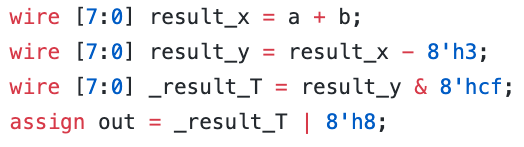 wire [7:0] result_x = a + b;
wire [7:0] result_y = result_x - 8'h3;
wire [7:0] _result_T = result_y & 8'hcf;
assign out = _result_T | 8'h8;